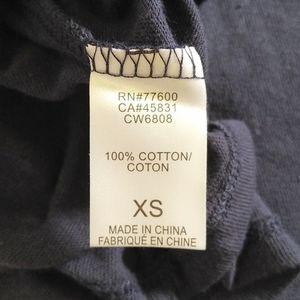 RN#77600
CA#45831
CW6808
100% COTTON/
COTON
XS
MADE IN CHINA
FABRIQUÉ EN CHINE